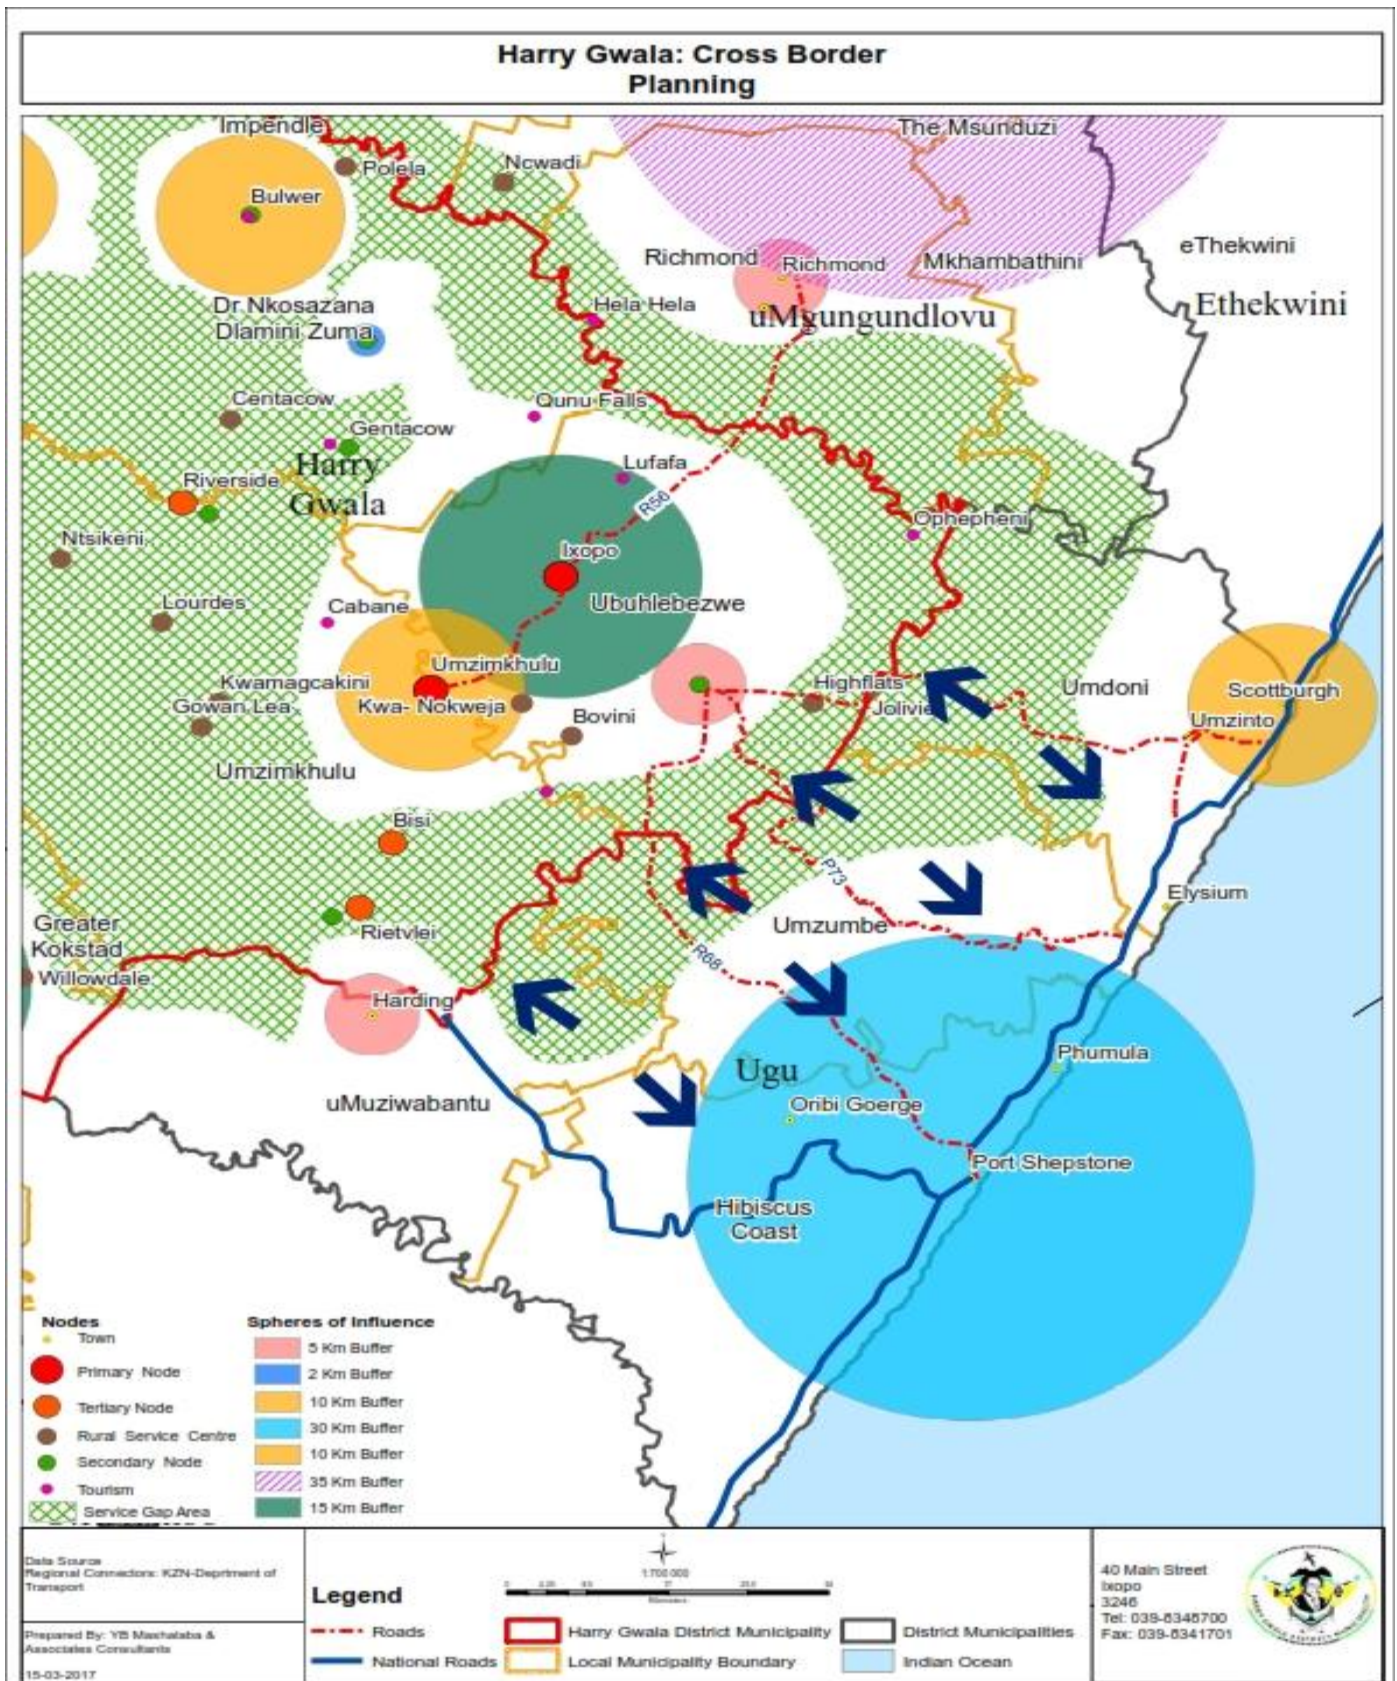 Harry Gwala: Cross Border
Planning
Impendle
The Msunduzi
Polela
Ncwadi
Bulwer
eThekwini
Richmond
Richmond
Mkhambathini
Ethekwini
Hela Hela
uMgungundlovu
Dr Nkosazana
Dlamini Zuma
Centacow
Qunu Falls
Gentacow
Harry
Gwala
Lufafa
Riverside
R56
Ophepheni
Ntsikeni
Ixopo
Lourdes
Cabane
Ubuhlebezwe
Umzimkhulu
Kwamagcakini
Highflats
Umdoni
Scottburgh
Gowan Lea
Kwa- Nokweja
Bovini
Jolivie
Umzinto
Umzimkhulu
Bisi
P73
Elysium
Greater
Kokstad
Rietvlei
Umzumbe
Willowdale
R68
Harding
Phumula
Ugu
uMuziwabantu
Oribi Goerge
Port Shepstone
Hibiscus
Coast
Nodes
Town
Primary Node
Tertiary Node
Rural Service Centre
Secondary Node
Tourism
Service Gap Area
Spheres of Influence
5 Km Buffer
2 Km Buffer
10 Km Buffer
30 Km Buffer
10 Km Buffer
35 Km Buffer
15 Km Buffer
Data Source
Regional Connectors: KZN-Deprtment of
Transport
Prepared By: YB Mashalaba &
Associates Consultants
15-03-2017
1:700 000
Legend
Roads
National Roads
Harry Gwala District Municipality
Local Municipality Boundary
District Municipalities
Indian Ocean
40 Main Street
Ixopo
3246
Tel: 039-8348700
Fax: 039-8341701